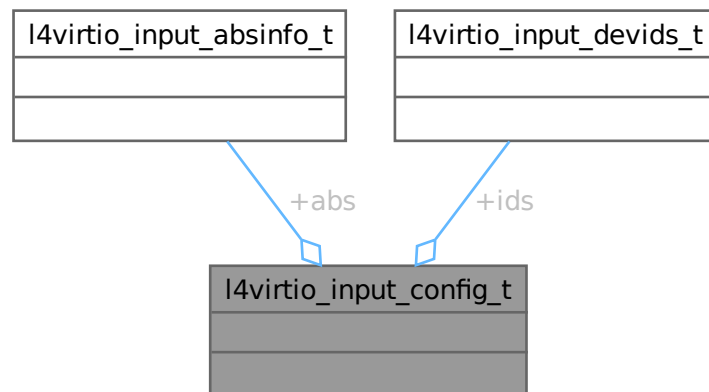 l4virtio_input_absinfo_t
l4virtio_input_devids_t
+abs
+ids
l4virtio_input_config_t